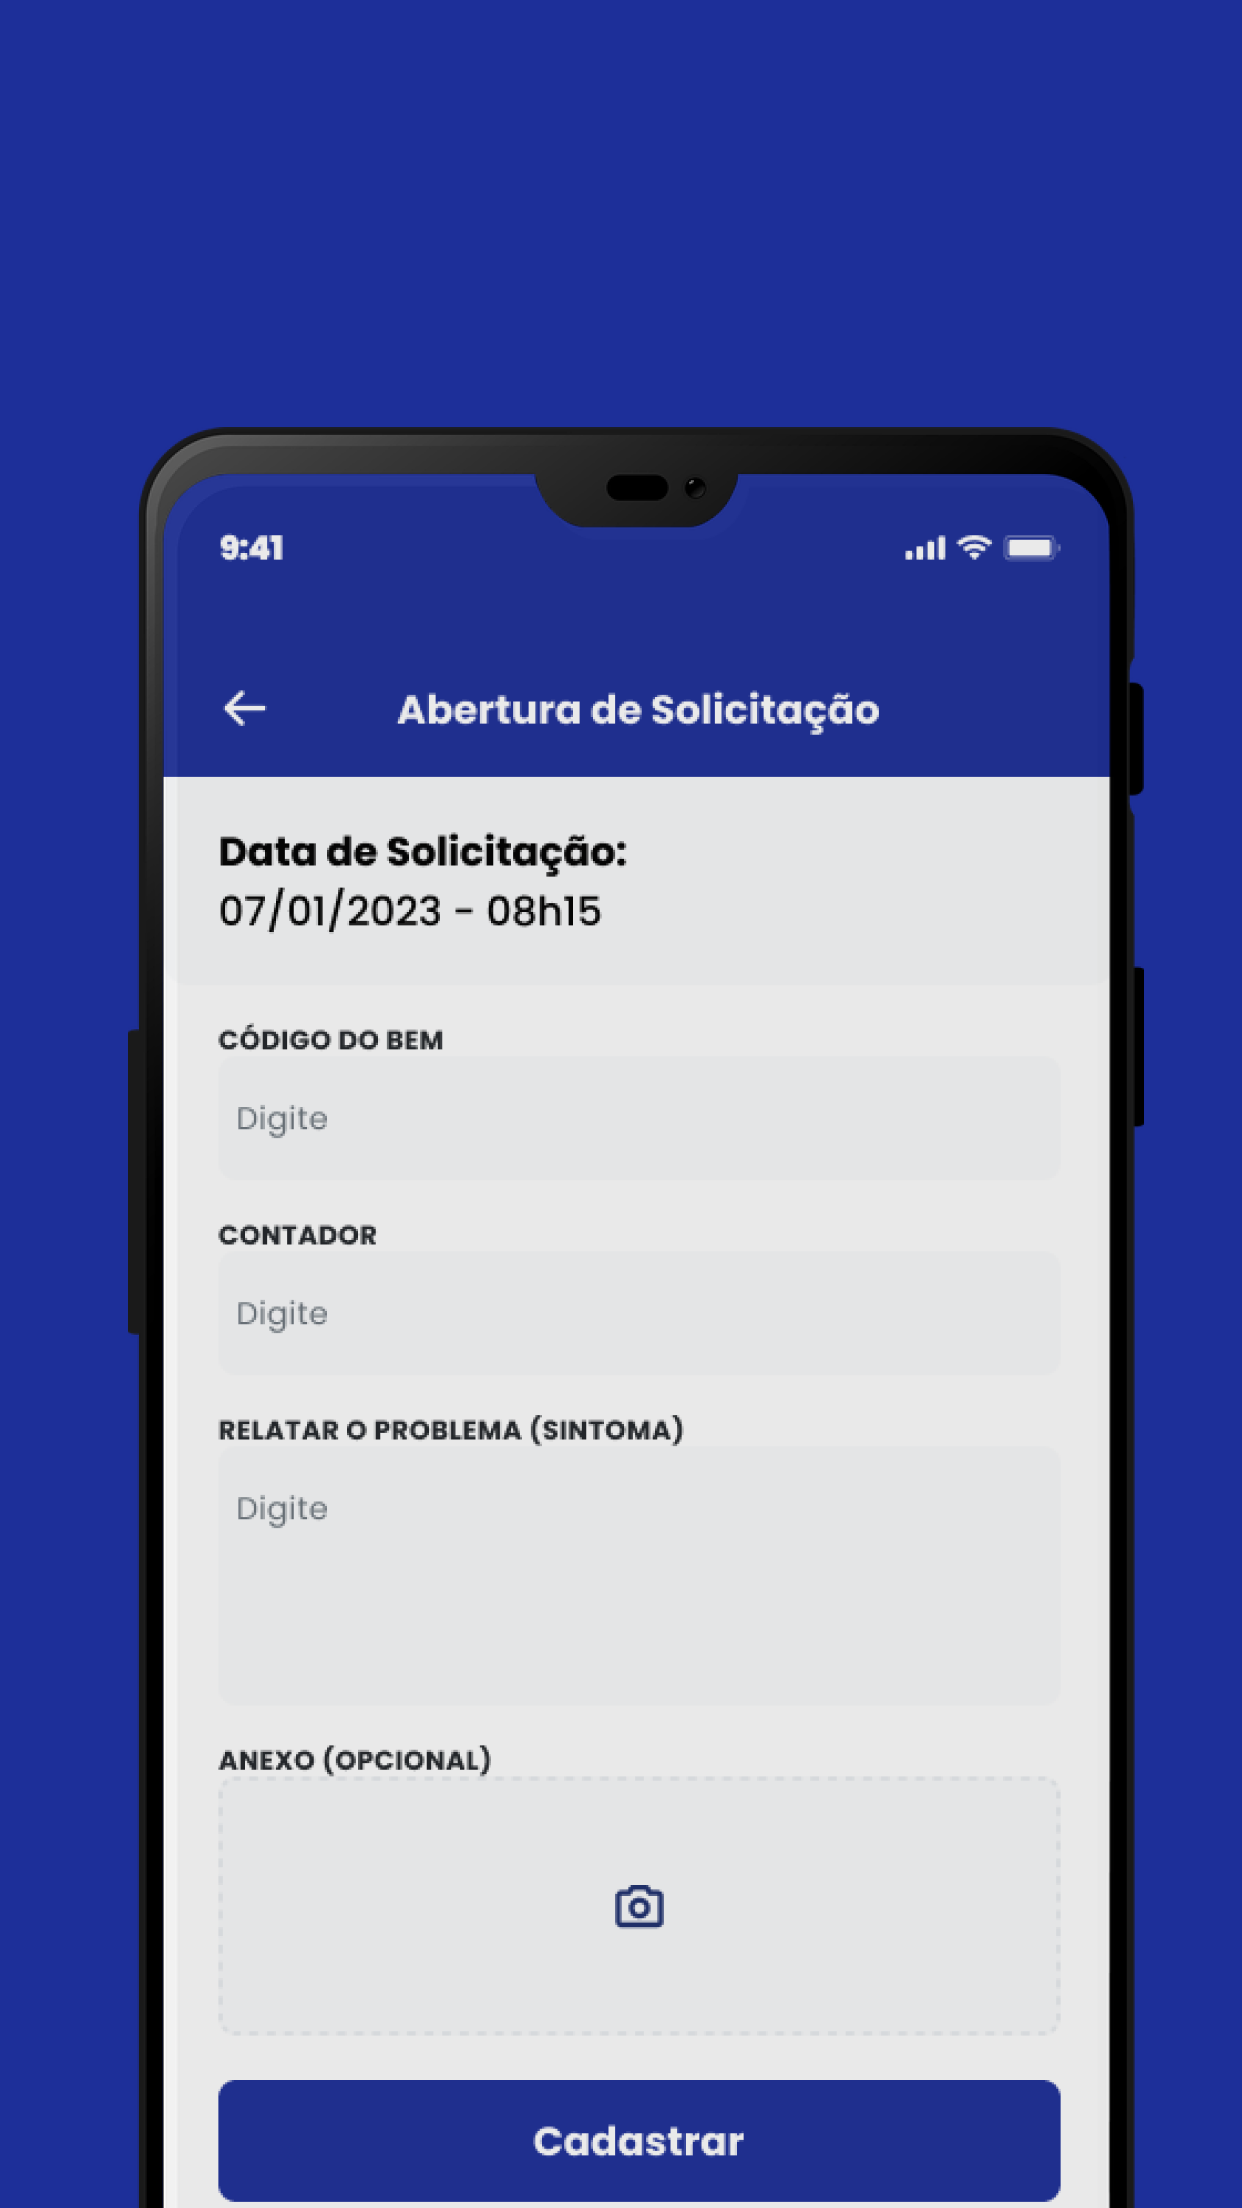 9:41
Abertura de Solicitação
Data de Solicitação:
07/01/2023 - 08h15
CÓDIGO DO BEM
Digite
CONTADOR
Digite
RELATAR O PROBLEMA (SINTOMA)
Digite
ANEXO (OPCIONAL)
Cadastrar